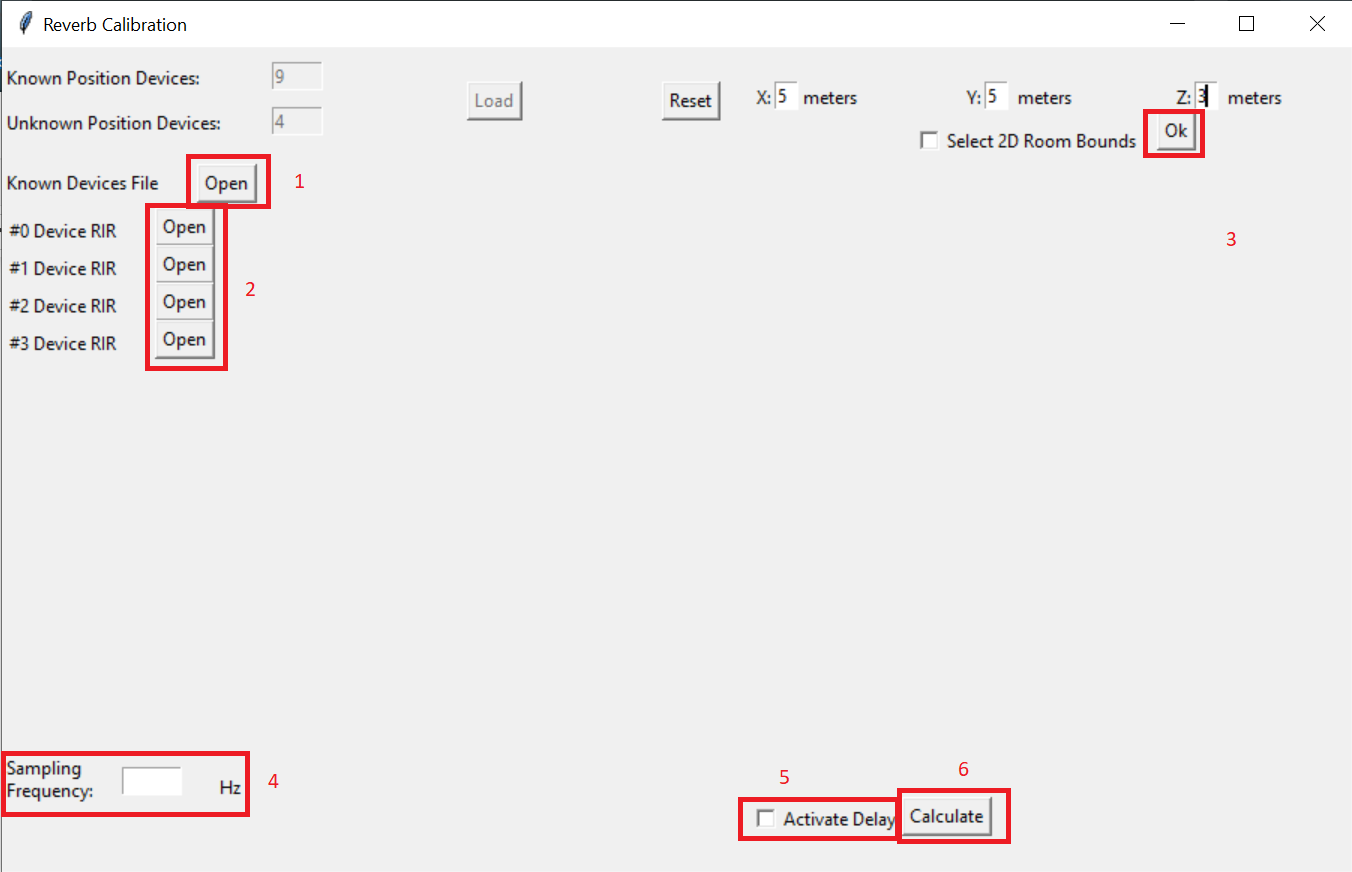 Reverb Calibration
Known Position Devices: 9
Load
Reset
X: 5 meters
Y: 5 meters
Z: 3 meters
Unknown Position Devices: 4
Select 2D Room Bounds
Ok
Known Devices File Open 1
#0 Device RIR Open
#1 Device RIR Open
#2 Device RIR Open
#3 Device RIR Open
2
3
Sampling
Frequency: Hz
4
5
Activate Delay
6
Calculate